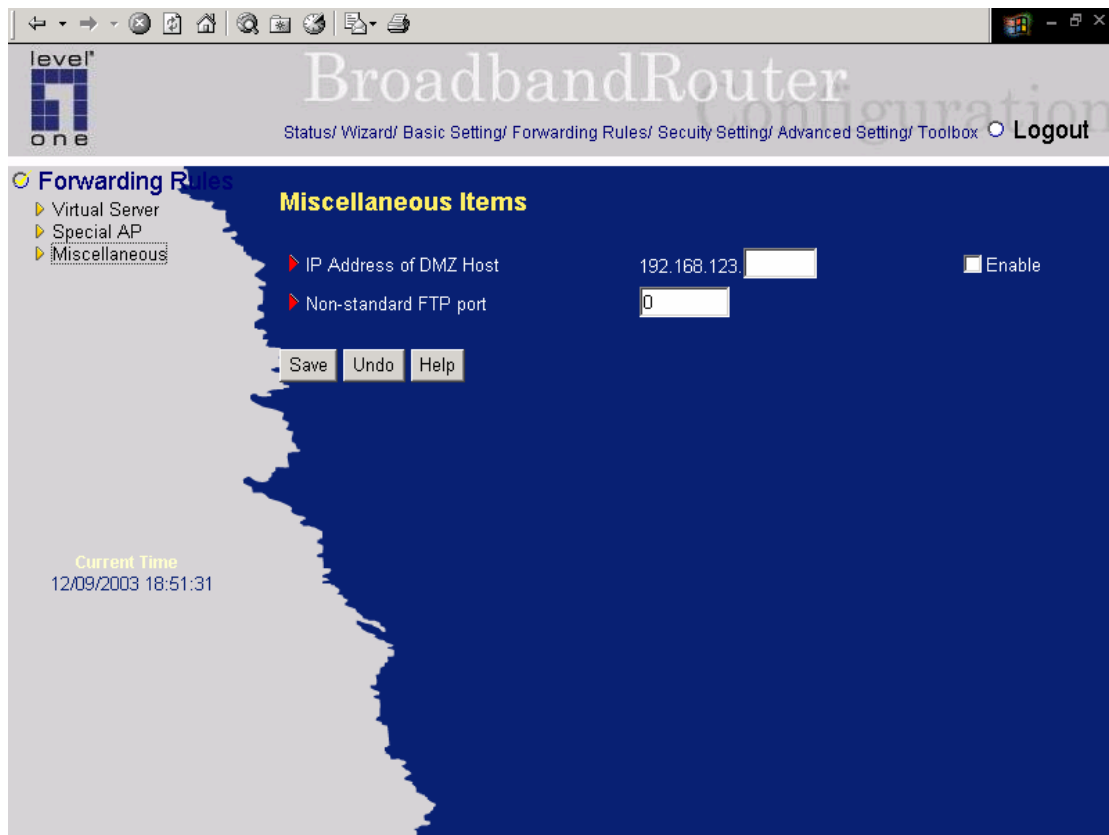 level
one
BroadbandRouter
Configuration
Status/ Wizard/ Basic Setting/ Forwarding Rules/ Secuity Setting/ Advanced Setting/ Toolbox Logout
Forwarding Rules
Virtual Server
Special AP
Miscellaneous
Miscellaneous Items
IP Address of DMZ Host 192.168.123. Enable
Non-standard FTP port 0
Save Undo Help
Current Time
12/09/2003 18:51:31